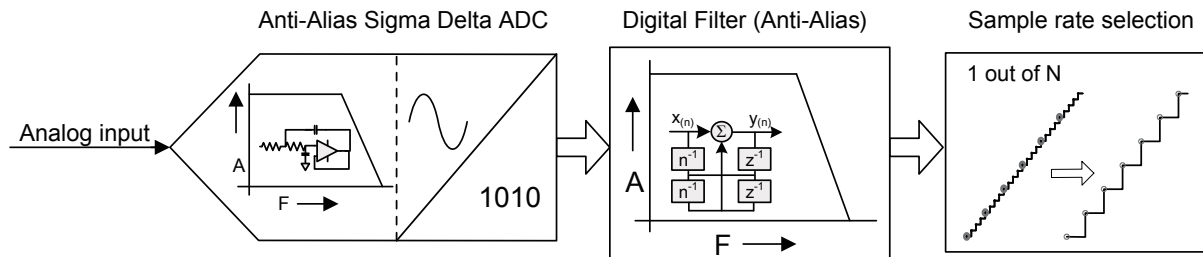 Anti-Alias Sigma Delta ADC
Digital Filter (Anti-Alias)
Sample rate selection
Analog input
A
F
1010
A
F
x(n)
Σ
y(n)
n-1
z-1
n-1
z-1
1 out of N